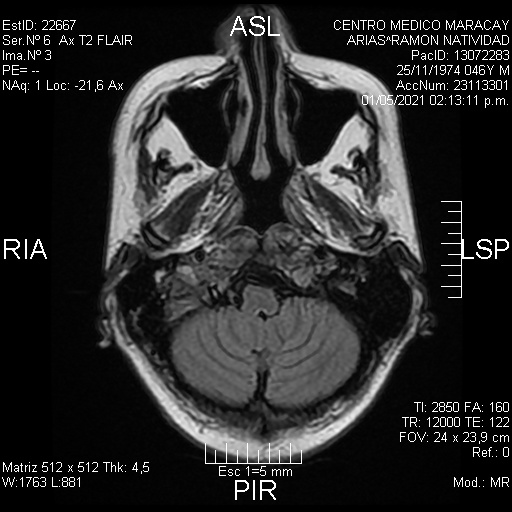 EstID: 22667
Ser.Nº 6 Ax T2 FLAIR
Ima.Nº 3
PE= --
NAq: 1 Loc: -21,6 Ax
ASL
CENTRO MEDICO MARACAY
ARIAS^RAMON NATIVIDAD
PacID: 13072283
25/11/1974 046Y M
AccNum: 23113301
01/05/2021 02:13:11 p.m.
RIA
LSP
TI: 2850 FA: 160
TR: 12000 TE: 122
FOV: 24 x 23,9 cm
Ref.: 0
Mod.: MR
Matriz 512 x 512 Thk: 4,5
W:1763 L:881
Esc 1=5 mm
PIR